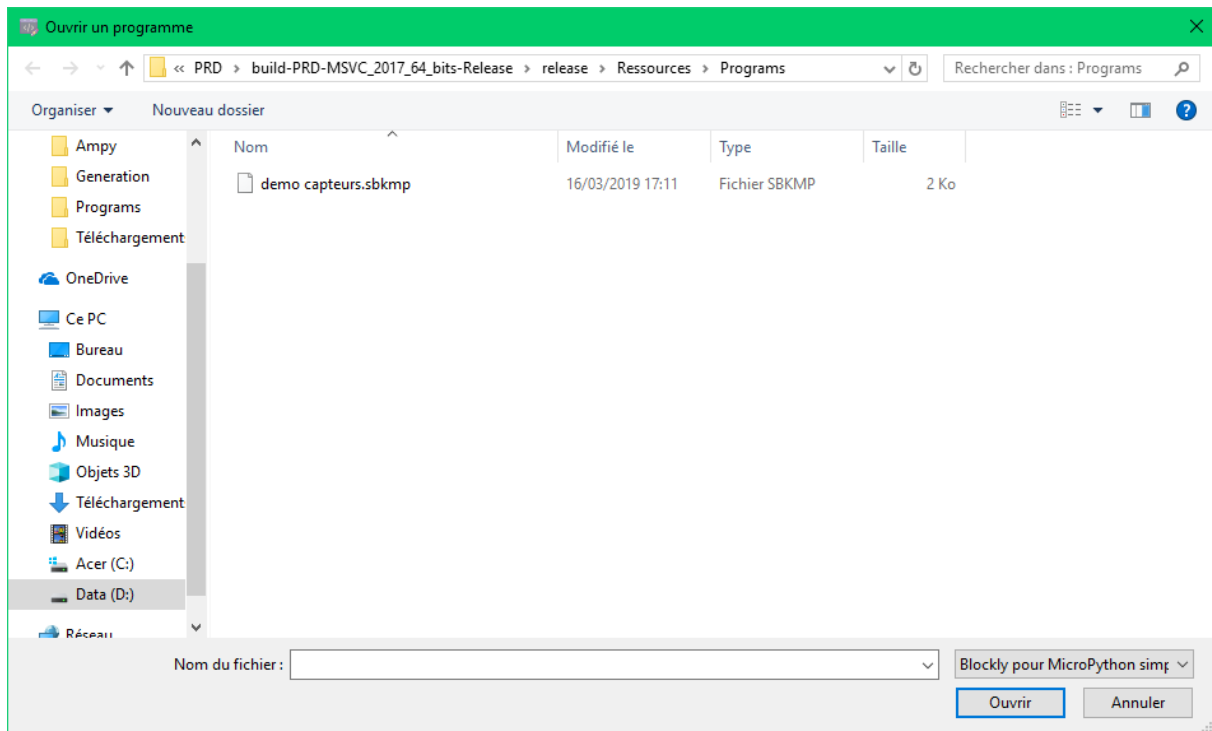 Ouvrir un programme
« PRD > build-PRD-MSVC_2017_64_bits-Release > release > Ressources > Programs
Rechercher dans : Programs
Organiser
Nouveau dossier
Nom Modifié le Type Taille
demo capteurs.sbkmp 16/03/2019 17:11 Fichier SBKMP 2 Ko
Ampy
Generation
Programs
Téléchargement
OneDrive
Ce PC
Bureau
Documents
Images
Musique
Objets 3D
Téléchargement
Vidéos
Acer (C:)
Data (D:)
Réseau
Nom du fichier :
Blockly pour MicroPython simp
Ouvrir Annuler